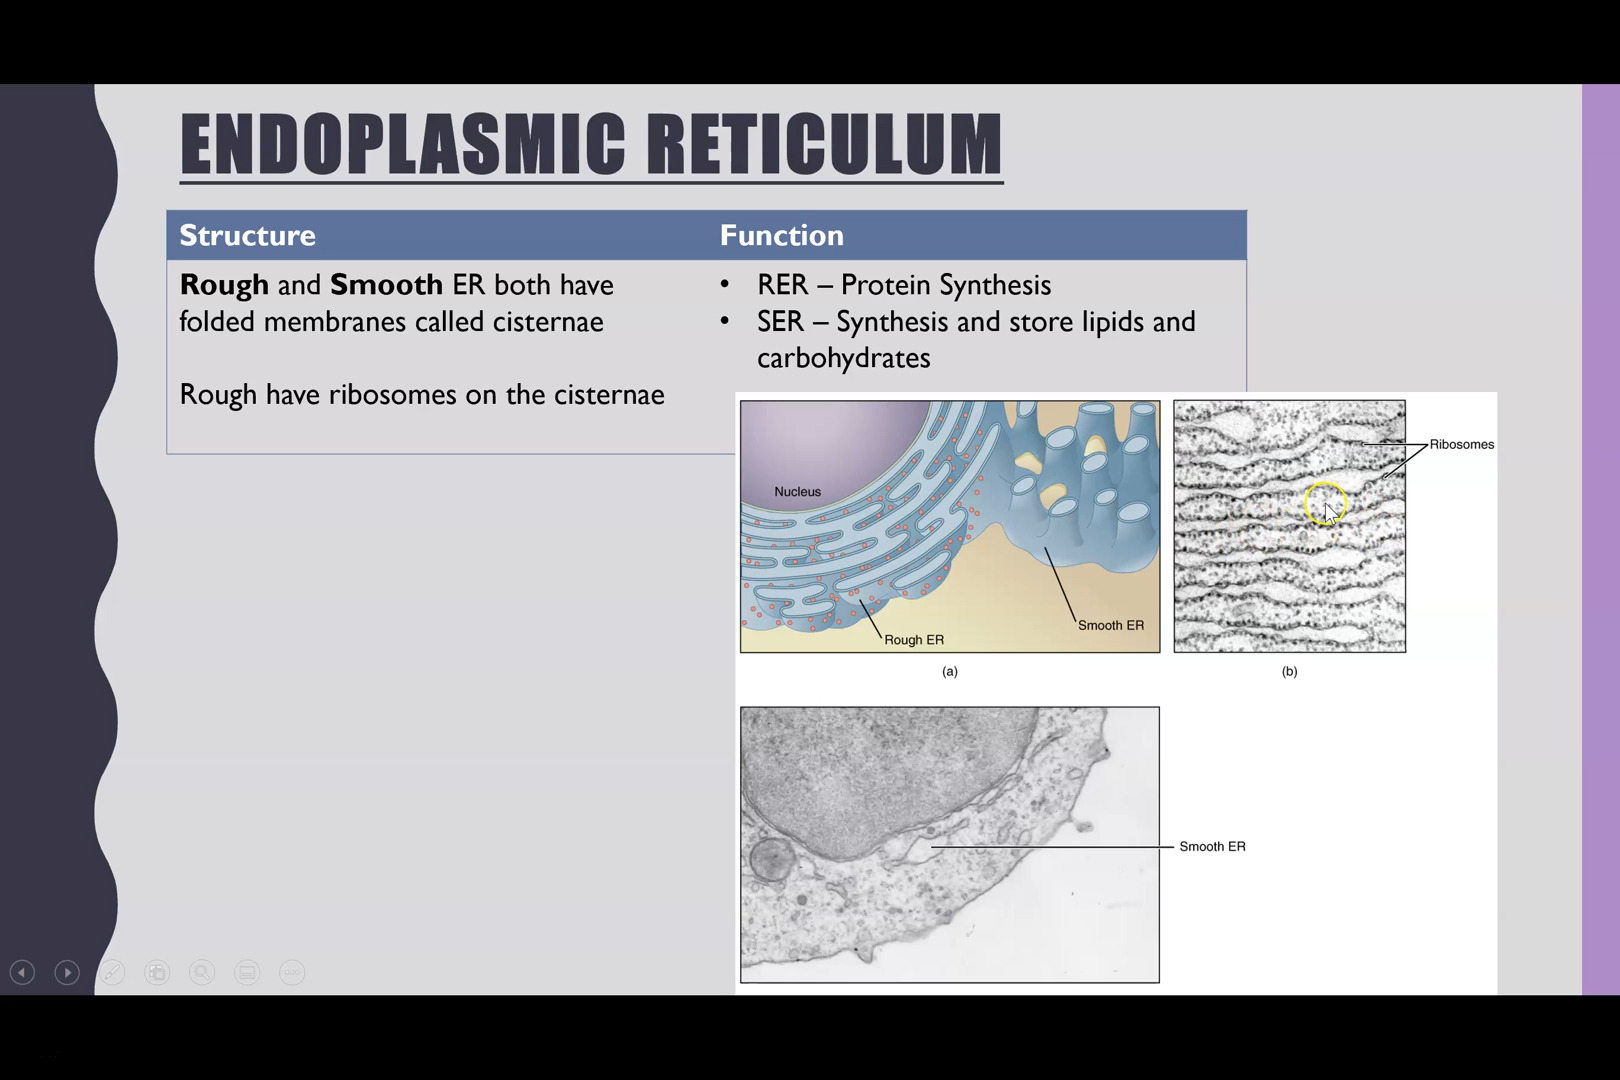 ENDOPLASMIC RETICULUM
Structure
Function
Rough and Smooth ER both have
folded membranes called cisternae
Rough have ribosomes on the cisternae
• RER – Protein Synthesis
• SER – Synthesis and store lipids and
carbohydrates
Nucleus
Rough ER
Smooth ER
(a)
Ribosomes
(b)
Smooth ER